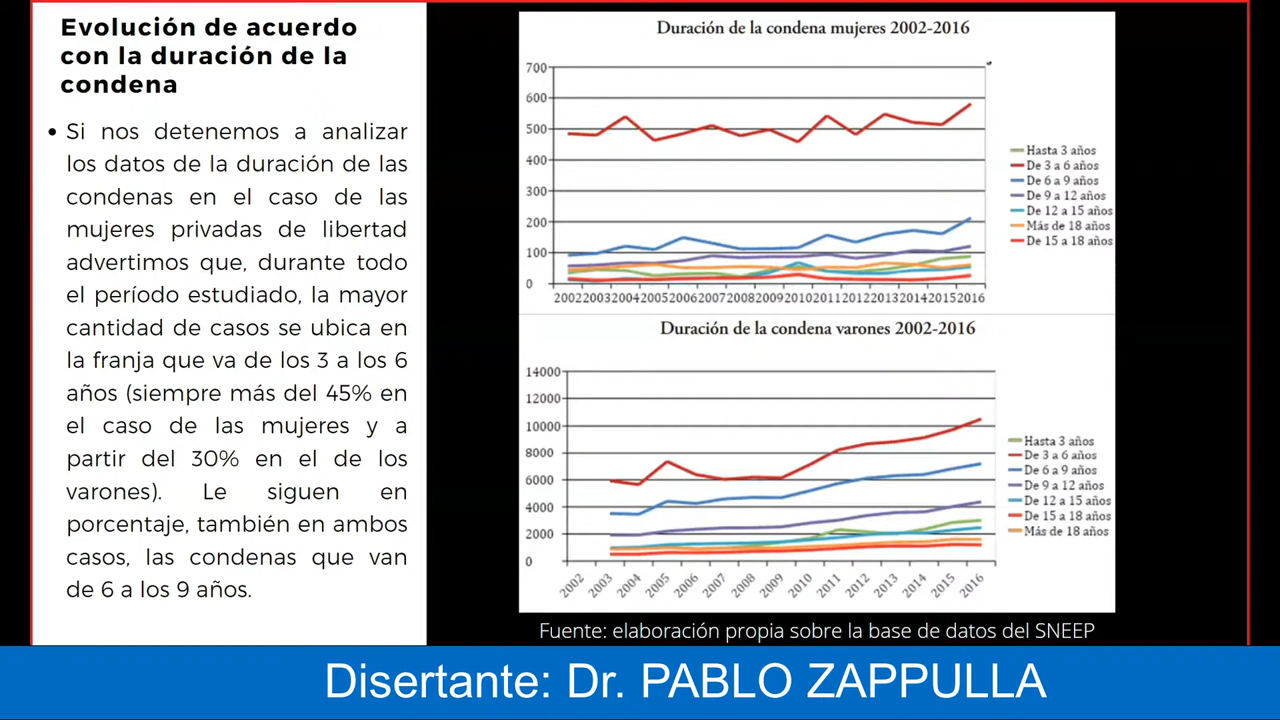 Evolución de acuerdo
con la duración de la
condena
• Si nos detenemos a analizar
los datos de la duración de las
condenas en el caso de las
mujeres privadas de libertad
advertimos que, durante todo
el período estudiado, la mayor
cantidad de casos se ubica en
la franja que va de los 3 a los 6
años (siempre más del 45% en
el caso de las mujeres y a
partir del 30% en el de los
varones). Le siguen en
porcentaje, también en ambos
casos, las condenas que van
de 6 a los 9 años.
Duración de la condena mujeres 2002-2016
700
600
500
400
300
200
100
0
2002 2003 2004 2005 2006 2007 2008 2009 2010 2011 2012 2013 2014 2015 2016
Hasta 3 años
De 3 a 6 años
De 6 a 9 años
De 9 a 12 años
De 12 a 15 años
Más de 18 años
De 15 a 18 años
Duración de la condena varones 2002-2016
14000
12000
10000
8000
6000
4000
2000
0
2002 2003 2004 2005 2006 2007 2008 2009 2010 2011 2012 2013 2014 2015 2016
Hasta 3 años
De 3 a 6 años
De 6 a 9 años
De 9 a 12 años
De 12 a 15 años
De 15 a 18 años
Más de 18 años
Fuente: elaboración propia sobre la base de datos del SNEEP
Disertante: Dr. PABLO ZAPPULLA